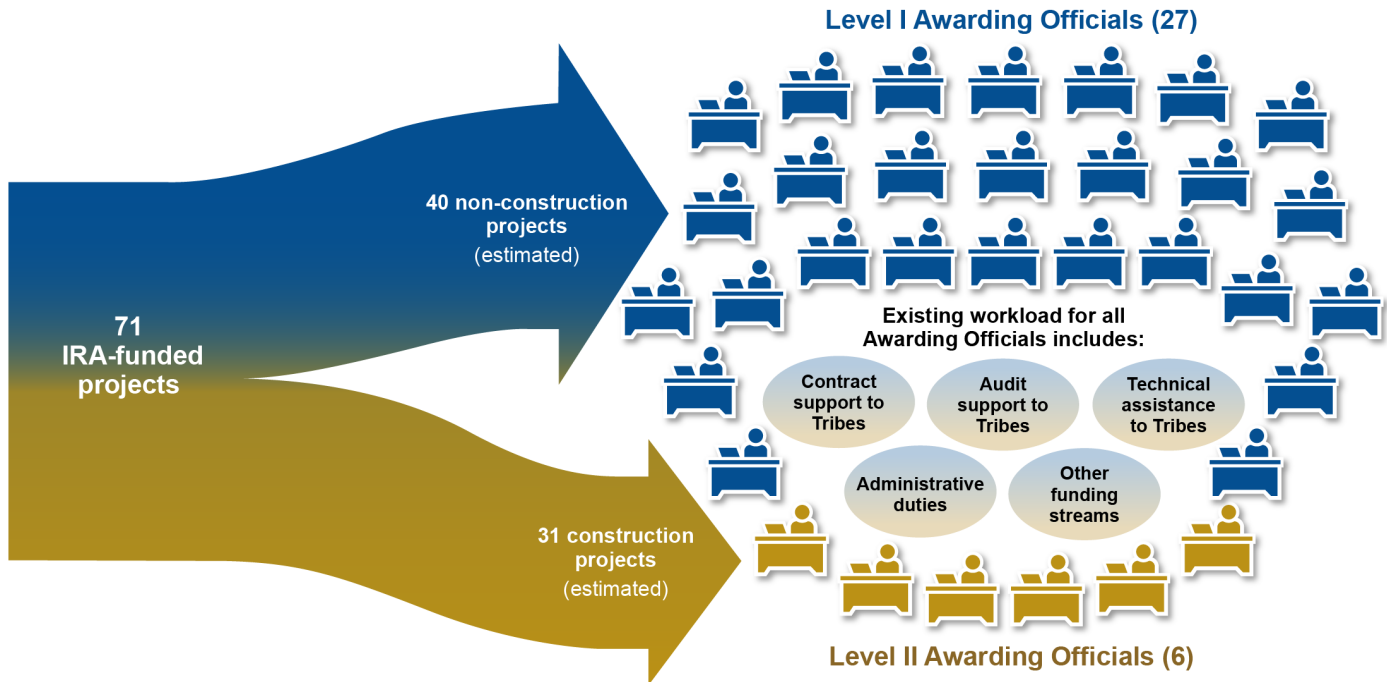 Level I Awarding Officials (27)
40 non-construction
projects
(estimated)
71
IRA-funded
projects
Existing workload for all
Awarding Officials includes:
Contract
support to
Tribes
Audit
support to
Tribes
Technical
assistance
to Tribes
Administrative
duties
Other
funding
streams
31 construction
projects
(estimated)
Level II Awarding Officials (6)